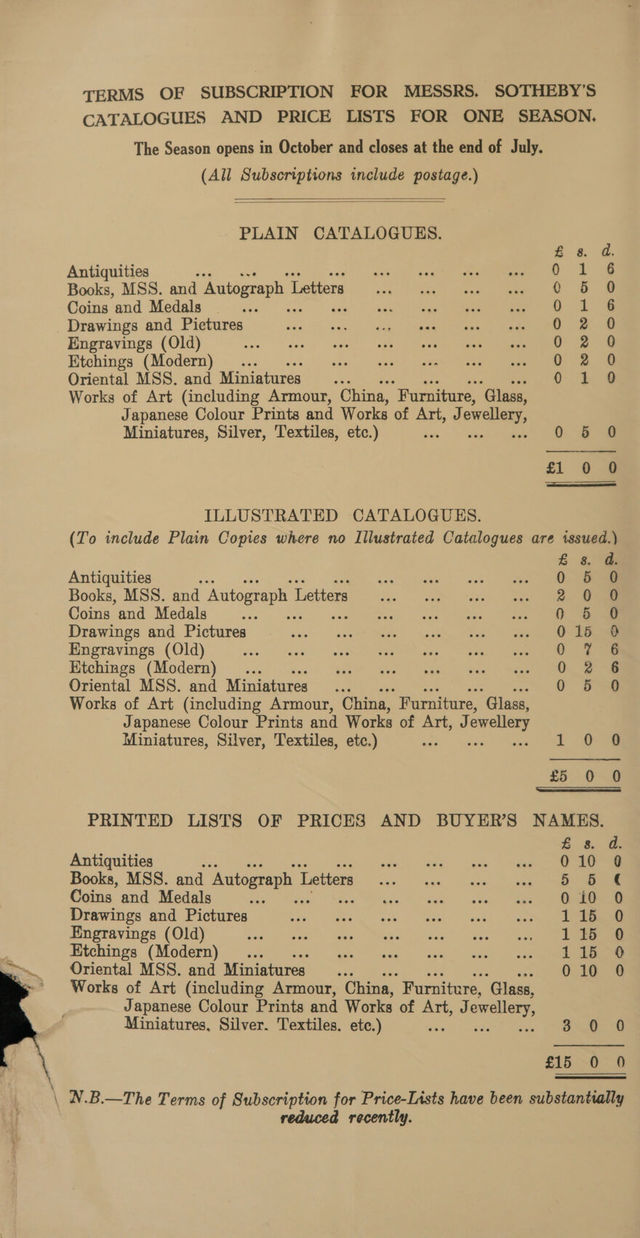 TERMS OF SUBSCRIPTION FOR MESSRS. SOTHEBY'S
CATALOGUES AND PRICE LISTS FOR ONE SEASON.
The Season opens in October and closes at the end of July.
(All Subscriptions include postage.)
PLAIN CATALOGUES.
£ s. d.
Antiquities ... ... ... ... ... ... ... ... 0 1 6
Books, MSS. and Autograph Letters ... ... ... ... 0 5 0
Coins and Medals ... ... ... ... ... ... ... 0 1 6
Drawings and Pictures ... ... ... ... ... ... 0 2 0
Engravings (Old) ... ... ... ... ... ... ... 0 2 0
Etchings (Modern) ... ... ... ... ... ... ... 0 2 0
Oriental MSS. and Miniatures ... ... ... ... ... 0 1 0
Works of Art (including Armour, China, Furniture, Glass,
Japanese Colour Prints and Works of Art, Jewellery,
Miniatures, Silver, Textiles, etc.) ... ... ... 0 5 0
£1 0 0
ILLUSTRATED CATALOGUES.
(To include Plain Copies where no Illustrated Catalogues are issued.)
£ s. d.
Antiquities ... ... ... ... ... ... ... ... 0 5 0
Books, MSS. and Autograph Letters ... ... ... ... 2 0 0
Coins and Medals ... ... ... ... ... ... ... 0 5 0
Drawings and Pictures ... ... ... ... ... ... 0 15 0
Engravings (Old) ... ... ... ... ... ... ... 0 7 6
Etchings (Modern) ... ... ... ... ... ... ... 0 2 6
Oriental MSS. and Miniatures ... ... ... ... ... 0 5 0
Works of Art (including Armour, China, Furniture, Glass,
Japanese Colour Prints and Works of Art, Jewellery
Miniatures, Silver, Textiles, etc.) ... ... ... 1 0 0
£5 0 0
PRINTED LISTS OF PRICES AND BUYER'S NAMES.
£ s. d.
Antiquities ... ... ... ... ... ... ... ... 0 10 0
Books, MSS. and Autograph Letters ... ... ... ... 5 5
Coins and Medals ... ... ... ... ... ... ... 0 10 0
Drawings and Pictures ... ... ... ... ... ... 1 15 0
Engravings (Old) ... ... ... ... ... ... ... 1 15 0
Etchings (Modern) ... ... ... ... ... ... ... 1 15 0
Oriental MSS. and Miniatures ... ... ... ... ... 0 10 0
Works of Art (including Armour, China, Furniture, Glass,
Japanese Colour Prints and Works of Art, Jewellery,
Miniatures, Silver. Textiles. etc.) ... ... ... 3 0 0
£15 0 0
N.B.—The Terms of Subscription for Price-Lists have been substantially
reduced recently.